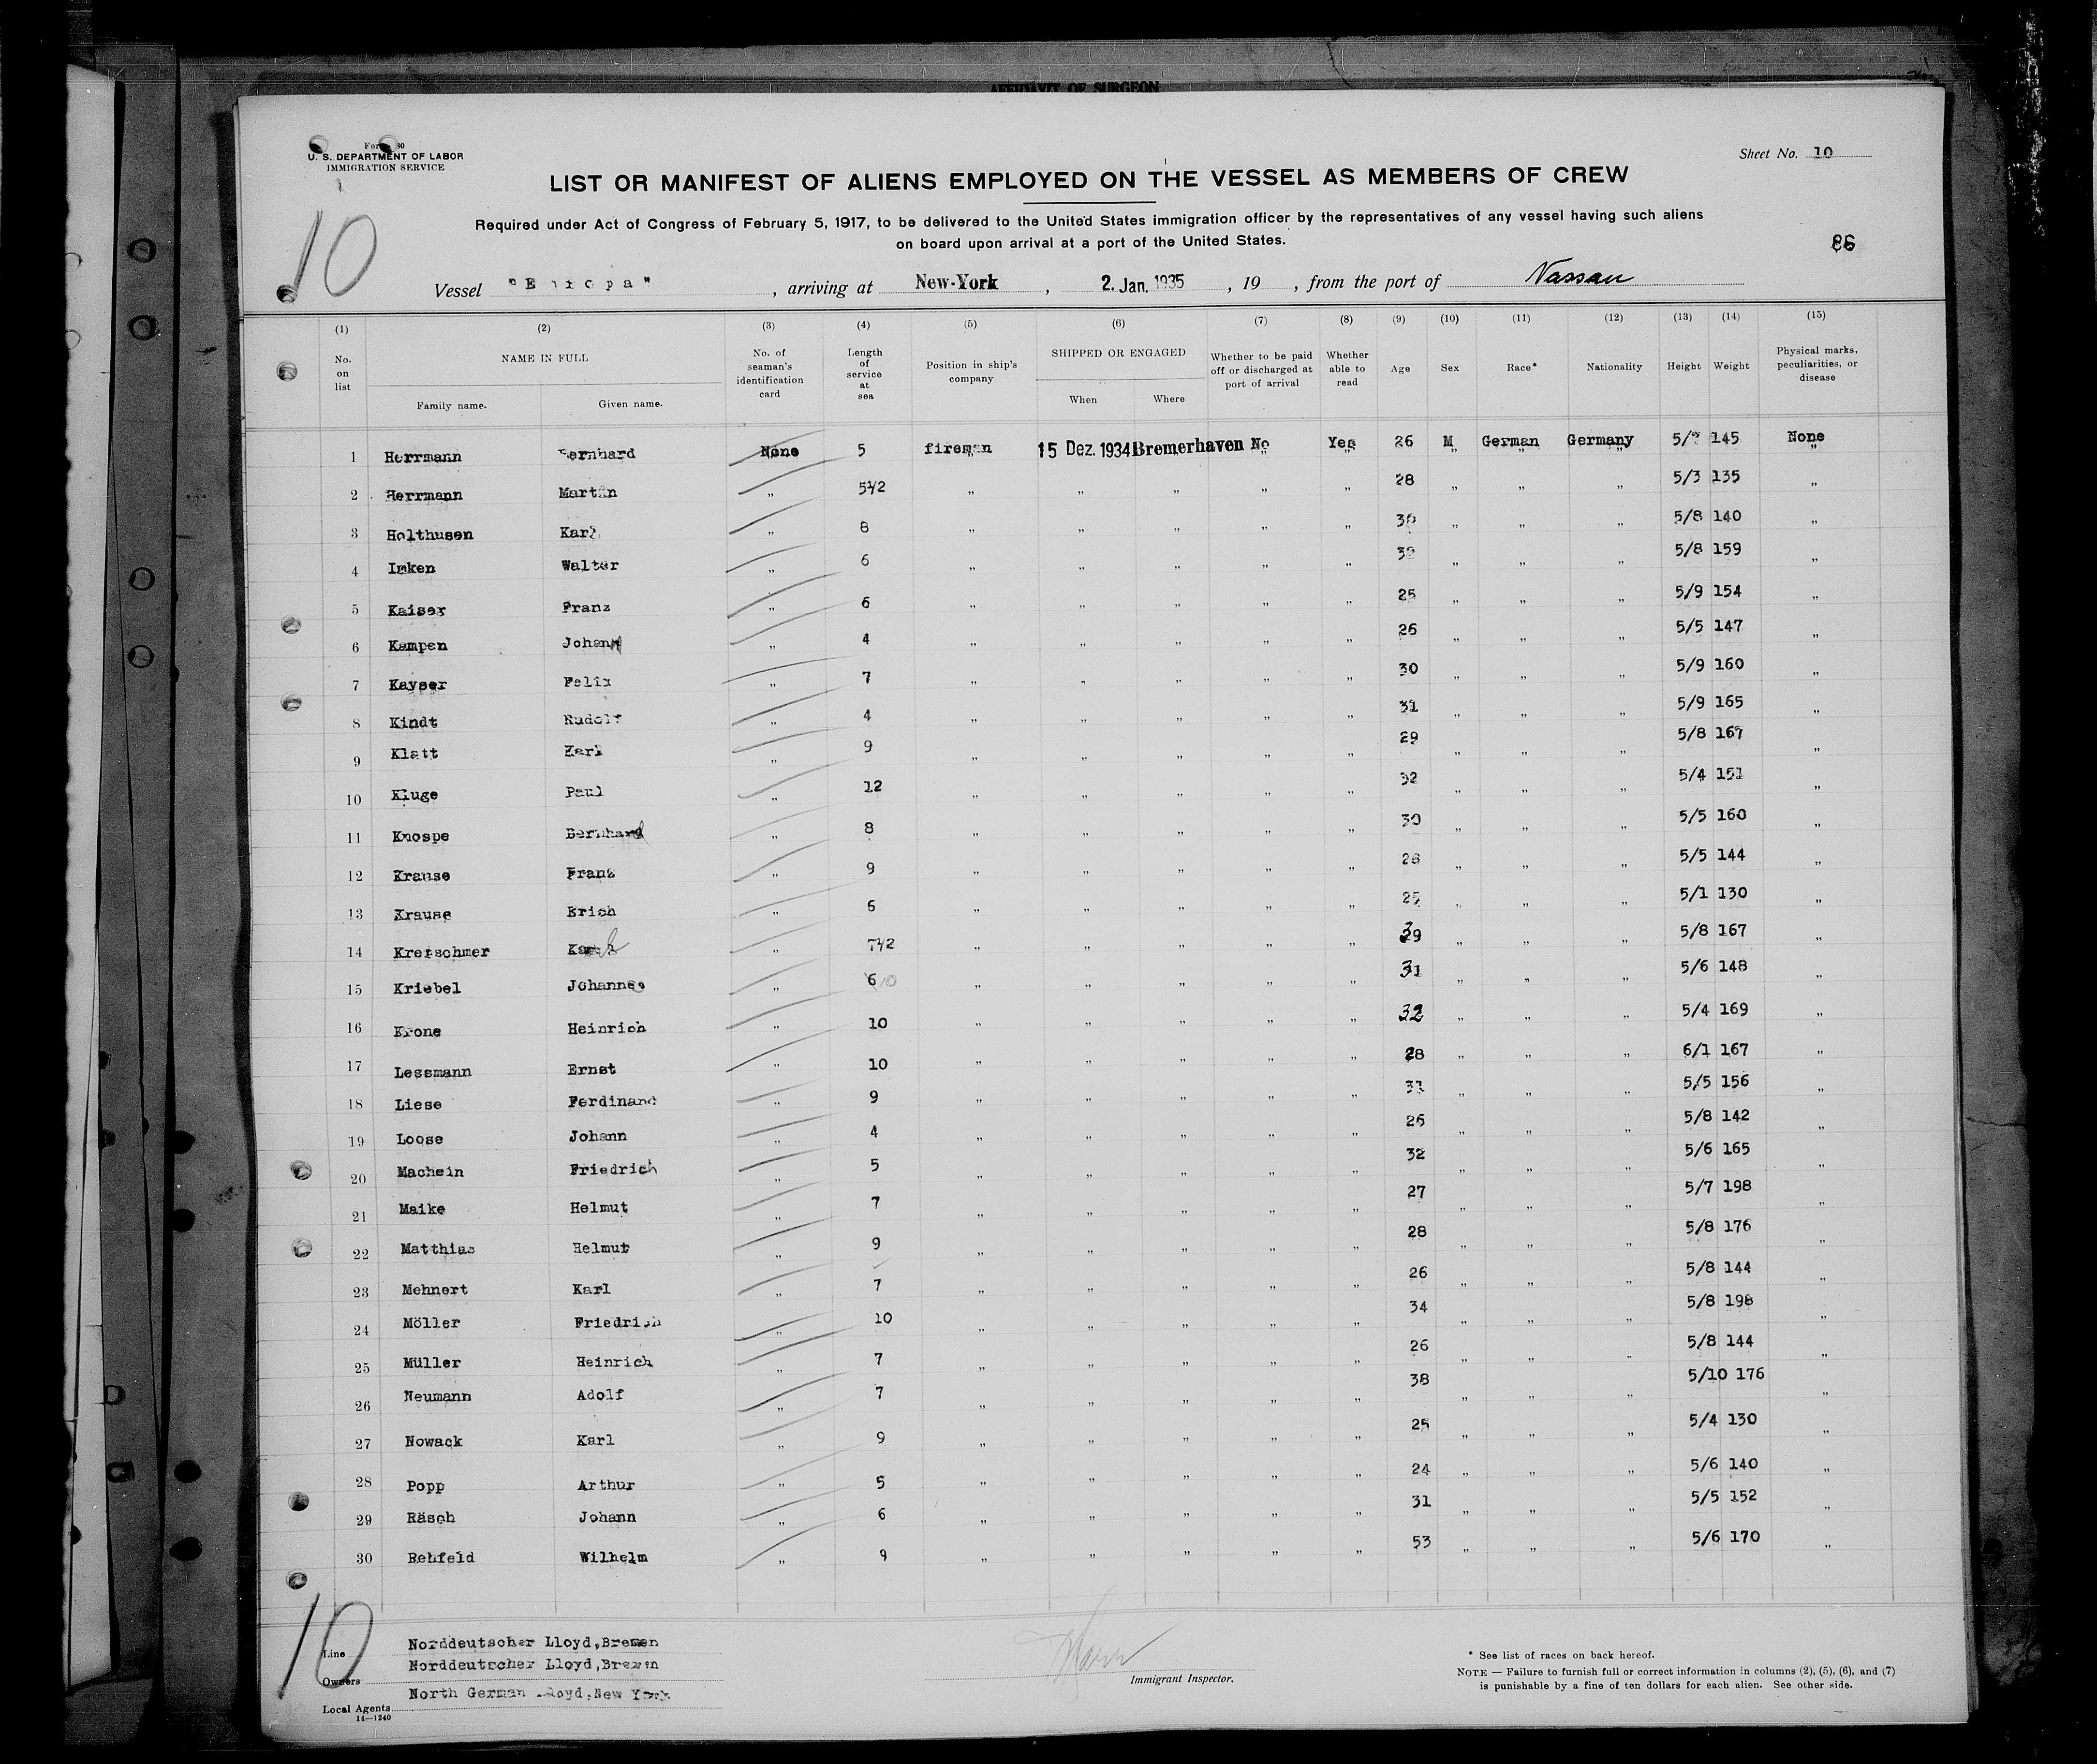 AFFIDAVIT OF SURGEON
U. S. DEPARTMENT OF LABOR
IMMIGRATION SERVICE
Sheet No. 10
10
LIST OR MANIFEST OF ALIENS EMPLOYED ON THE VESSEL AS MEMBERS OF CREW
Required under Act of Congress of February 5, 1917, to be delivered to the United States immigration officer by the representatives of any vessel having such aliens
on board upon arrival at a port of the United States.
86
Vessel "Europa", arriving at New-York, 2. Jan. 1935, 19 , from the port of Nassau
(1) (2) (3) (4) (5) (6) (7) (8) (9) (10) (11) (12) (13) (14) (15)
No. on list NAME IN FULL Family name. Given name. No. of seaman's identification card Length of service at sea Position in ship's company SHIPPED OR ENGAGED When Where Whether to be paid off or discharged at port of arrival Whether able to read Age Sex Race* Nationality Height Weight Physical marks, peculiarities, or disease
1 Herrmann Bernhard None 5 fireman 15 Dez. 1934 Bremerhaven No Yes 26 M German Germany 145 None
2 Herrmann Martin „ 5 1/2 „ „ „ „ „ 28 „ „ „ 5/3 135 „
3 Holthusen Karl „ 8 „ „ „ „ „ „ „ „ 5/8 140 „
4 Imken Walter „ 6 „ „ „ „ „ „ „ „ 5/8 159 „
5 Kaiser Franz „ 6 „ „ „ „ „ 25 „ „ „ 5/9 154 „
6 Kampen Johann „ 4 „ „ „ „ „ 26 „ „ „ 5/5 147 „
7 Kayser Felix „ 7 „ „ „ „ „ 30 „ „ „ 5/9 160 „
8 Kindt Rudolf „ 4 „ „ „ „ „ 31 „ „ „ 5/9 165 „
9 Klatt Karl „ 9 „ „ „ „ „ 29 „ „ „ 5/8 167 „
10 Kluge Paul „ 12 „ „ „ „ „ 32 „ „ „ 5/4 151 „
11 Knospe Bernhard „ 8 „ „ „ „ „ 30 „ „ „ 5/5 160 „
12 Krause Franz „ 9 „ „ „ „ „ „ „ „ 5/5 144 „
13 Krause Erich „ 6 „ „ „ „ „ 25 „ „ „ 5/1 130 „
14 Kretschmer Karl „ 7 1/2 „ „ „ „ „ 39 „ „ „ 5/8 167 „
15 Kriebel Johannes „ 6 10 „ „ „ „ „ 31 „ „ „ 5/6 148 „
16 Krone Heinrich „ 10 „ „ „ „ „ 32 „ „ „ 5/4 169 „
17 Lessmann Ernst „ 10 „ „ „ „ „ 28 „ „ „ 6/1 167 „
18 Liese Ferdinand „ 9 „ „ „ „ „ 31 „ „ „ 5/5 156 „
19 Loose Johann „ 4 „ „ „ „ „ 26 „ „ „ 5/8 142 „
20 Machein Friedrich „ 5 „ „ „ „ „ 32 „ „ „ 5/6 165 „
21 Maike Helmut „ 7 „ „ „ „ „ 27 „ „ „ 5/7 198 „
22 Matthias Helmut „ 9 „ „ „ „ „ 28 „ „ „ 5/8 176 „
23 Mehnert Karl „ 7 „ „ „ „ „ 26 „ „ „ 5/8 144 „
24 Möller Friedrich „ 10 „ „ „ „ „ 34 „ „ „ 5/8 198 „
25 Müller Heinrich „ 7 „ „ „ „ „ 26 „ „ „ 5/8 144 „
26 Neumann Adolf „ 7 „ „ „ „ „ 38 „ „ „ 5/10 176 „
27 Nowack Karl „ 9 „ „ „ „ „ 25 „ „ „ 5/4 130 „
28 Popp Arthur „ 5 „ „ „ „ „ 24 „ „ „ 5/6 140 „
29 Räsch Johann „ 6 „ „ „ „ „ 31 „ „ „ 5/5 152 „
30 Rehfeld Wilhelm „ 9 „ „ „ „ „ 53 „ „ „ 5/6 170 „
10
Line Norddeutscher Lloyd, Bremen
Owners Norddeutscher Lloyd, Bremen
Local Agents North German Lloyd, New York
14—1240
Immigrant Inspector.
* See list of races on back hereof.
NOTE — Failure to furnish full or correct information in columns (2), (5), (6), and (7)
is punishable by a fine of ten dollars for each alien. See other side.